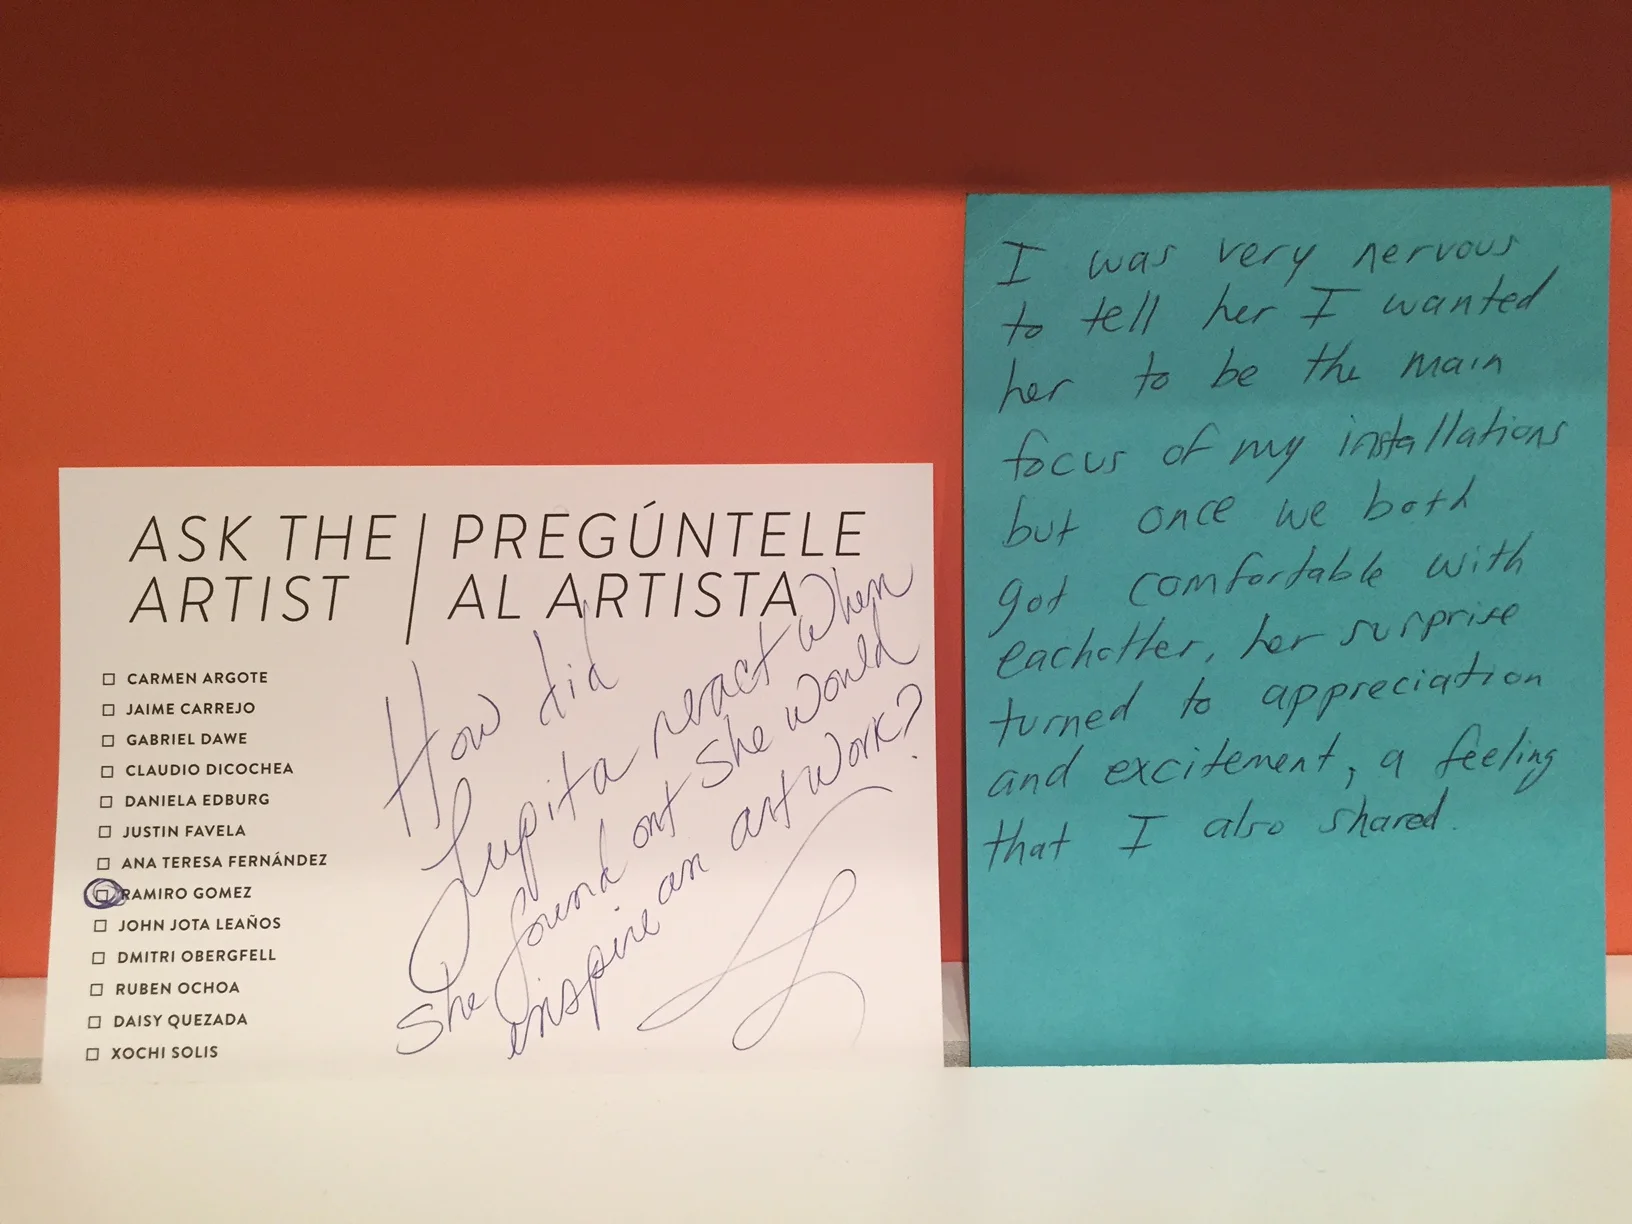 ASK THE ARTIST
PREGÚNTELE AL ARTISTA
☐ CARMEN ARGOTE
☐ JAIME CARREJO
☐ GABRIEL DAWE
☐ CLAUDIO DICOCHEA
☐ DANIELA EDBURG
☐ JUSTIN FAVELA
☐ ANA TERESA FERNÁNDEZ
☐ RAMIRO GOMEZ
☐ JOHN JOTA LEAÑOS
☐ DMITRI OBERGFELL
☐ RUBEN OCHOA
☐ DAISY QUEZADA
☐ XOCHI SOLIS
How did
Lupita react when
she found out she would
inspire an art work?
I was very nervous
to tell her I wanted
her to be the main
focus of my installations
but once we both
got comfortable with
eachother, her surprise
turned to appreciation
and excitement, a feeling
that I also shared.